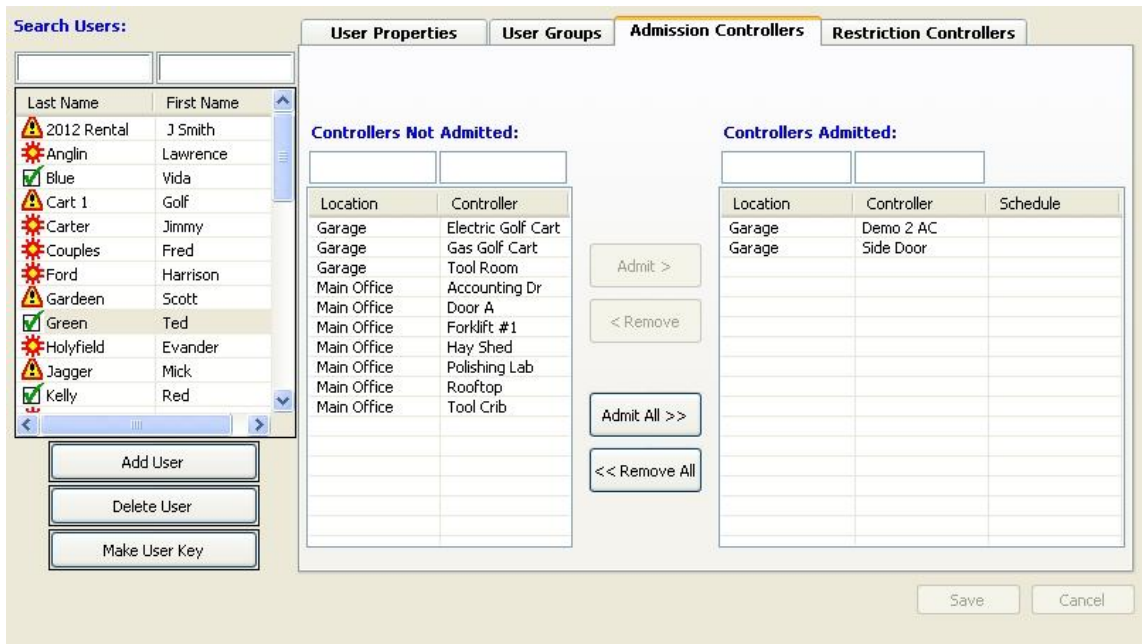 Search Users:
User Properties User Groups Admission Controllers Restriction Controllers
Last Name First Name
2012 Rental J Smith
Anglin Lawrence
Blue Vida
Cart 1 Golf
Carter Jimmy
Couples Fred
Ford Harrison
Gardeen Scott
Green Ted
Holyfield Evander
Jagger Mick
Kelly Red
Add User
Delete User
Make User Key
Controllers Not Admitted:
Location Controller
Garage Electric Golf Cart
Garage Gas Golf Cart
Garage Tool Room
Main Office Accounting Dr
Main Office Door A
Main Office Forklift #1
Main Office Hay Shed
Main Office Polishing Lab
Main Office Rooftop
Main Office Tool Crib
Admit >
< Remove
Admit All >>
<< Remove All
Controllers Admitted:
Location Controller Schedule
Garage Demo 2 AC
Garage Side Door
Save Cancel